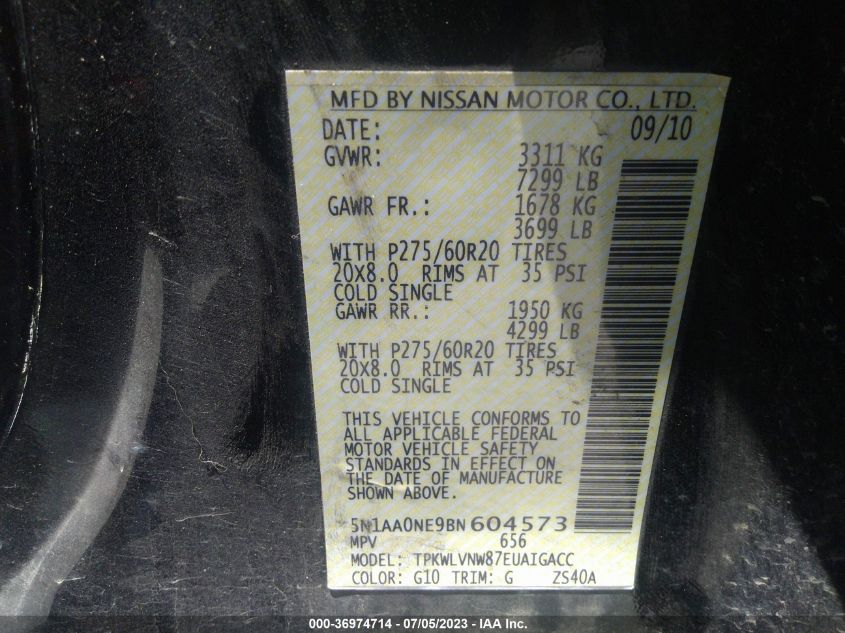 MFD BY NISSAN MOTOR CO., LTD.
DATE: 09/10
GVWR: 3311 KG
7299 LB
GAWR FR.: 1678 KG
3699 LB
WITH P275/60R20 TIRES
20X8.0 RIMS AT 35 PSI
COLD SINGLE
GAWR RR.: 1950 KG
4299 LB
WITH P275/60R20 TIRES
20X8.0 RIMS AT 35 PSI
COLD SINGLE
THIS VEHICLE CONFORMS TO
ALL APPLICABLE FEDERAL
MOTOR VEHICLE SAFETY
STANDARDS IN EFFECT ON
THE DATE OF MANUFACTURE
SHOWN ABOVE.
5N1AA0NE9BN604573
MPV 656
MODEL: TPKWLVNW87EUAIGACC
COLOR: G10 TRIM: G ZS40A
000-36974714 - 07/05/2023 - IAA Inc.